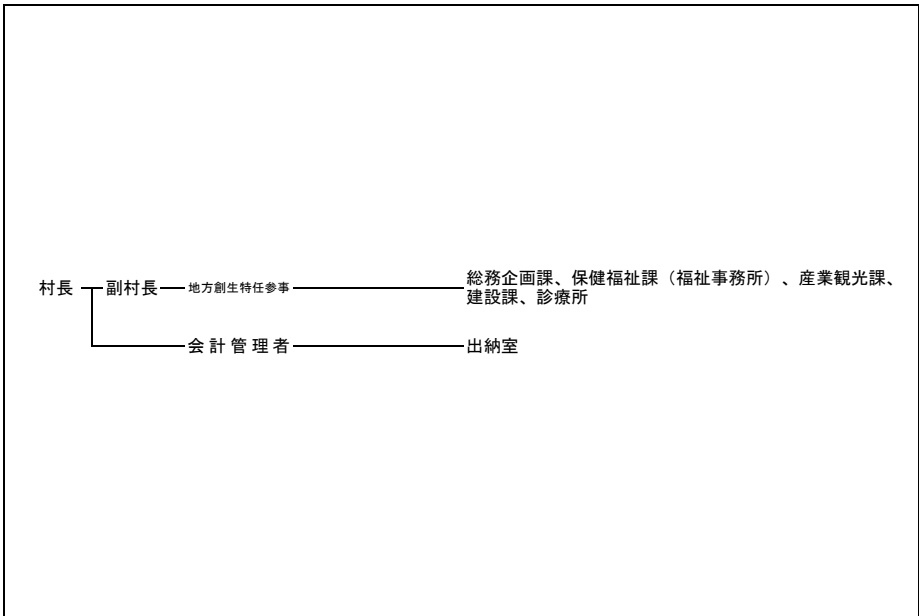 村長 副村長 地方創生特任参事 総務企画課、保健福祉課（福祉事務所）、産業観光課、
建設課、診療所
会計管理者 出納室